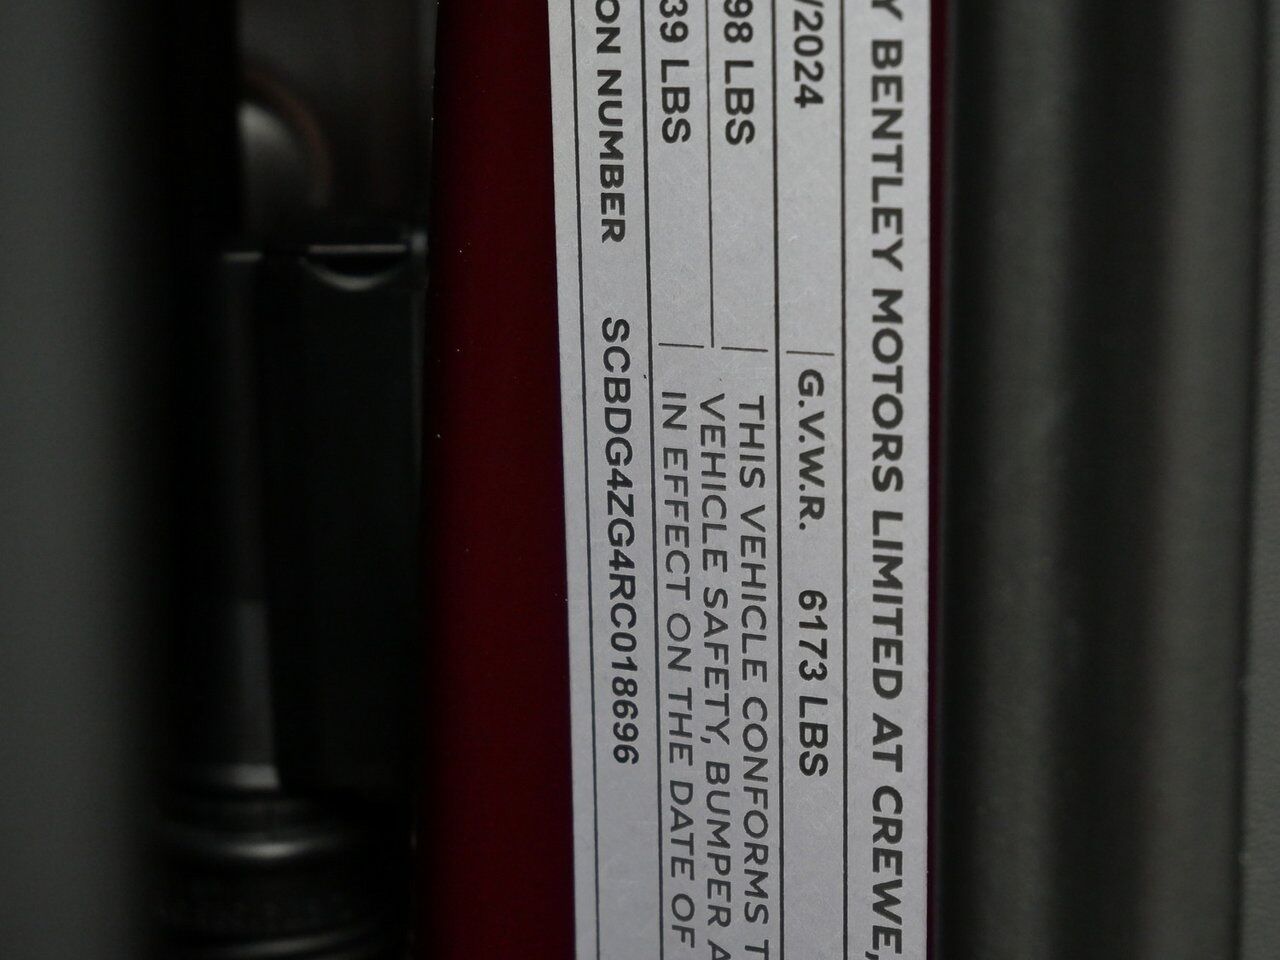 Y BENTLEY MOTORS LIMITED AT CREWE,
/2024 G.V.W.R. 6173 LBS
98 LBS THIS VEHICLE CONFORMS T
VEHICLE SAFETY, BUMPER A
39 LBS IN EFFECT ON THE DATE OF
ON NUMBER SCBDG4ZG4RC018696